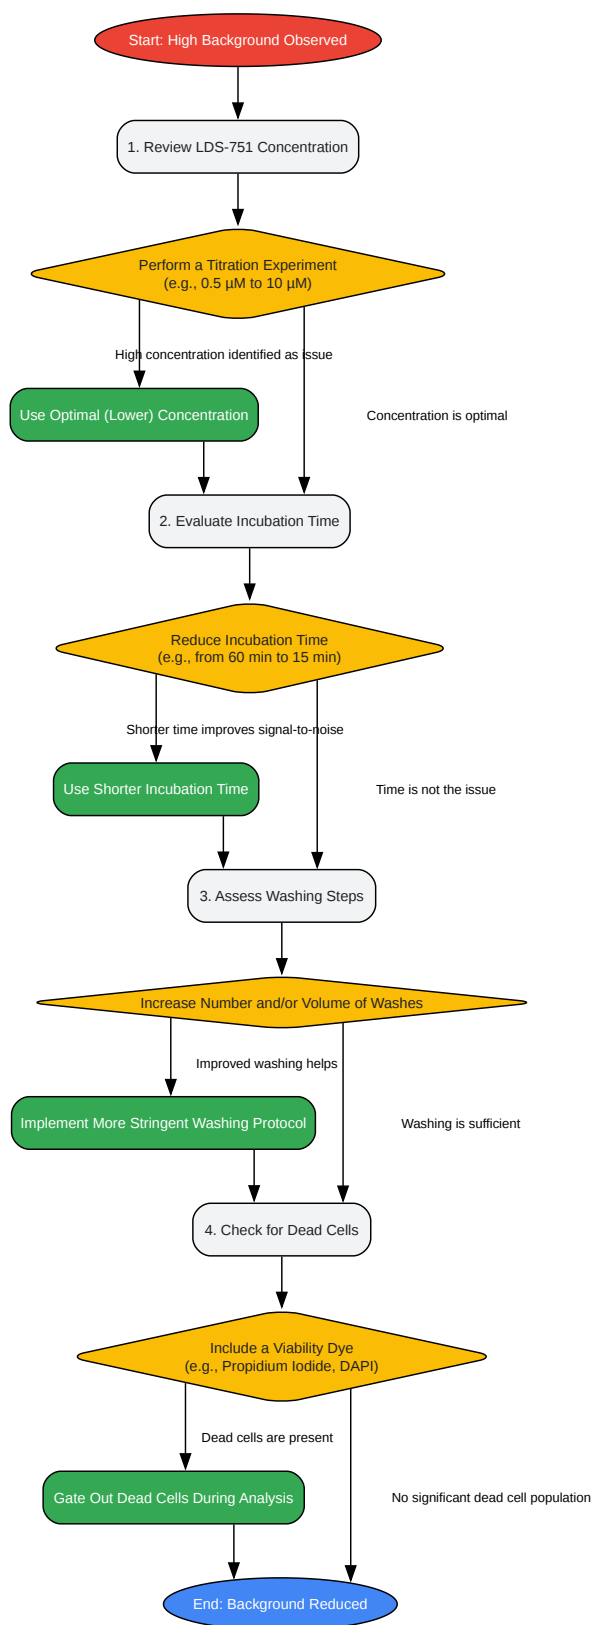 Start: High Background Observed
1. Review LDS-751 Concentration
Perform a Titration Experiment
(e.g., 0.5 µM to 10 µM)
High concentration identified as issue
Use Optimal (Lower) Concentration
Concentration is optimal
2. Evaluate Incubation Time
Reduce Incubation Time
(e.g., from 60 min to 15 min)
Shorter time improves signal-to-noise
Use Shorter Incubation Time
Time is not the issue
3. Assess Washing Steps
Increase Number and/or Volume of Washes
Improved washing helps
Implement More Stringent Washing Protocol
Washing is sufficient
4. Check for Dead Cells
Include a Viability Dye
(e.g., Propidium Iodide, DAPI)
Dead cells are present
Gate Out Dead Cells During Analysis
No significant dead cell population
End: Background Reduced